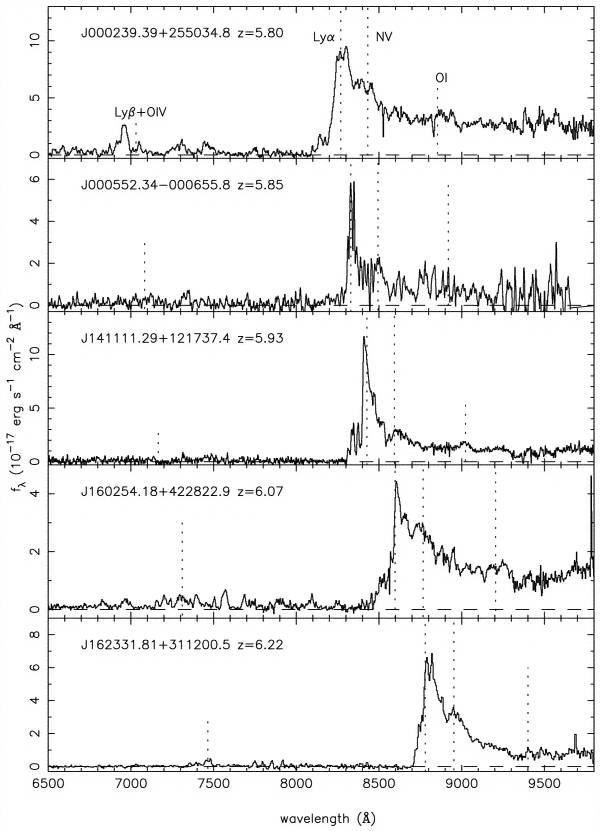 J000239.39+255034.8 z=5.80
Lyα NV
OI
Lyβ+OIV
10
5
0
J000552.34−000655.8 z=5.85
6
4
2
0
J141111.29+121737.4 z=5.93
10
5
0
J160254.18+422822.9 z=6.07
4
2
0
J162331.81+311200.5 z=6.22
8
6
4
2
0
fλ (10⁻¹⁷ erg s⁻¹ cm⁻² Å⁻¹)
6500 7000 7500 8000 8500 9000 9500
wavelength (Å)